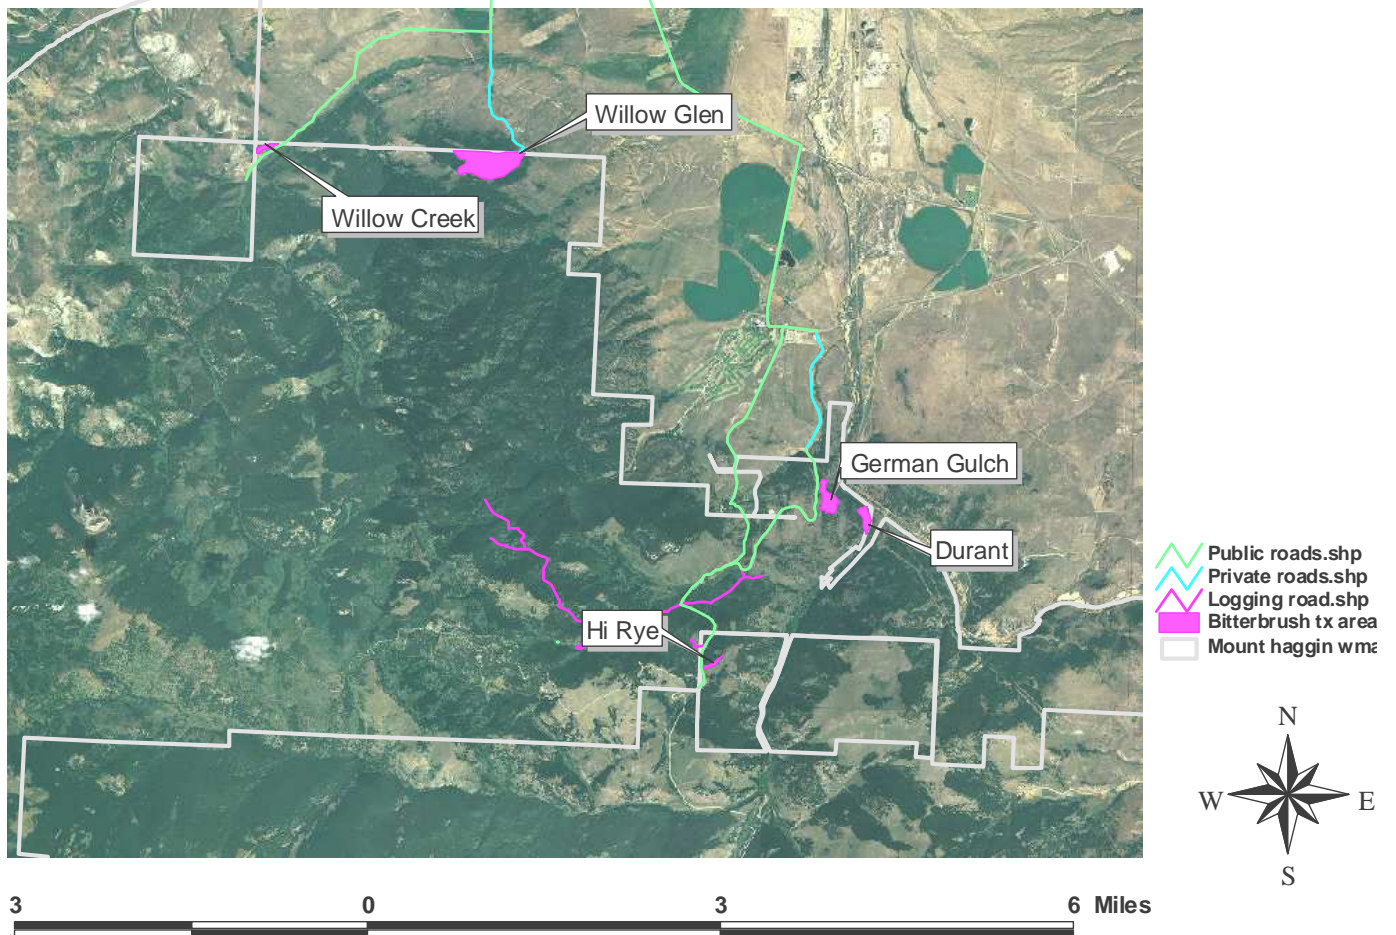 Willow Glen
Willow Creek
German Gulch
Durant
Hi Rye
Public roads.shp
Private roads.shp
Logging road.shp
Bitterbrush tx area
Mount haggin wma
N
W E
S
3 0 3 6 Miles